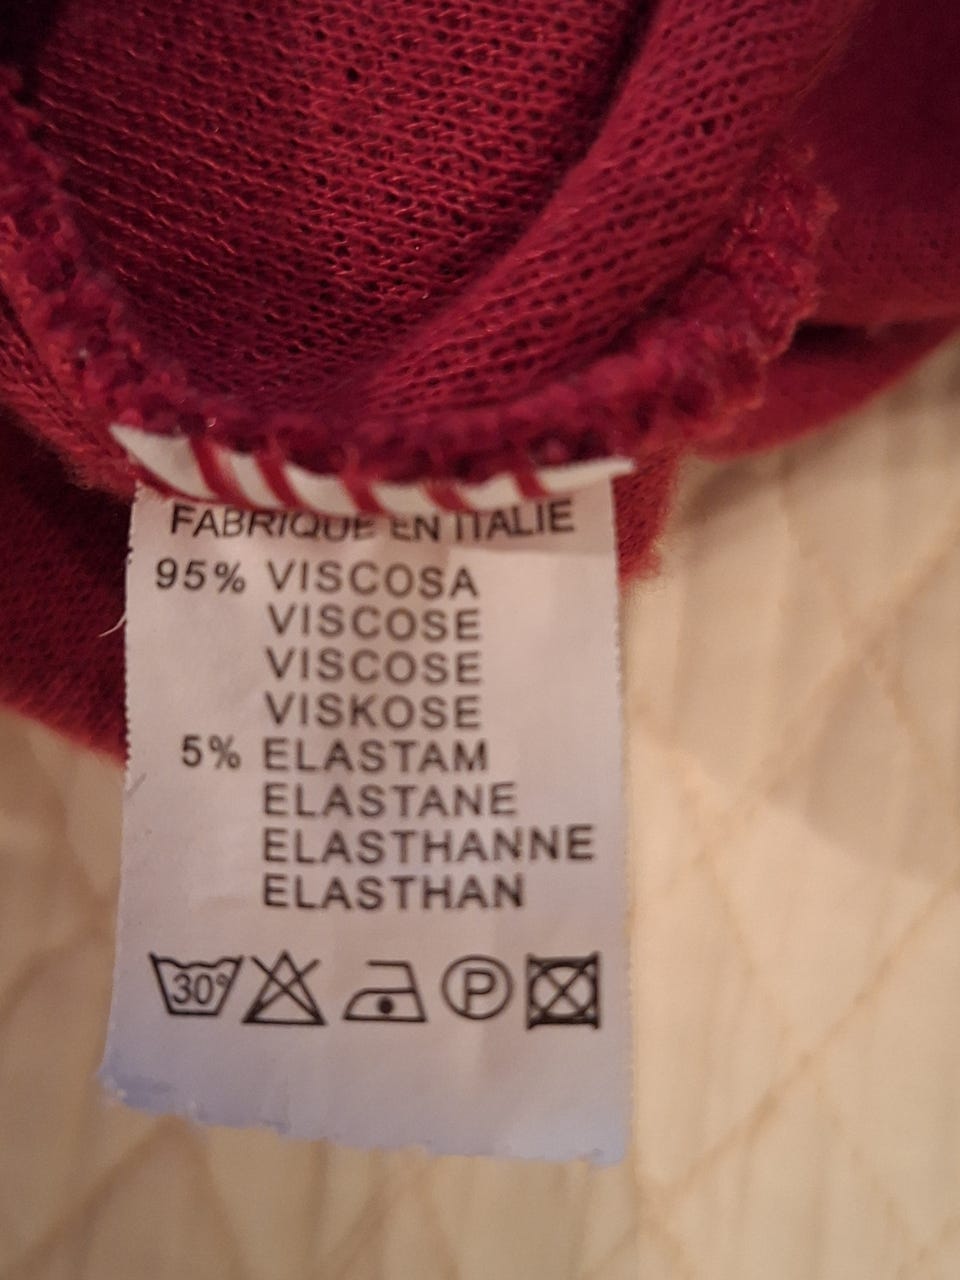 FABRIQUE EN ITALIE
95% VISCOSA
VISCOSE
VISCOSE
VISKOSE
5% ELASTAM
ELASTANE
ELASTHANNE
ELASTHAN
30° P